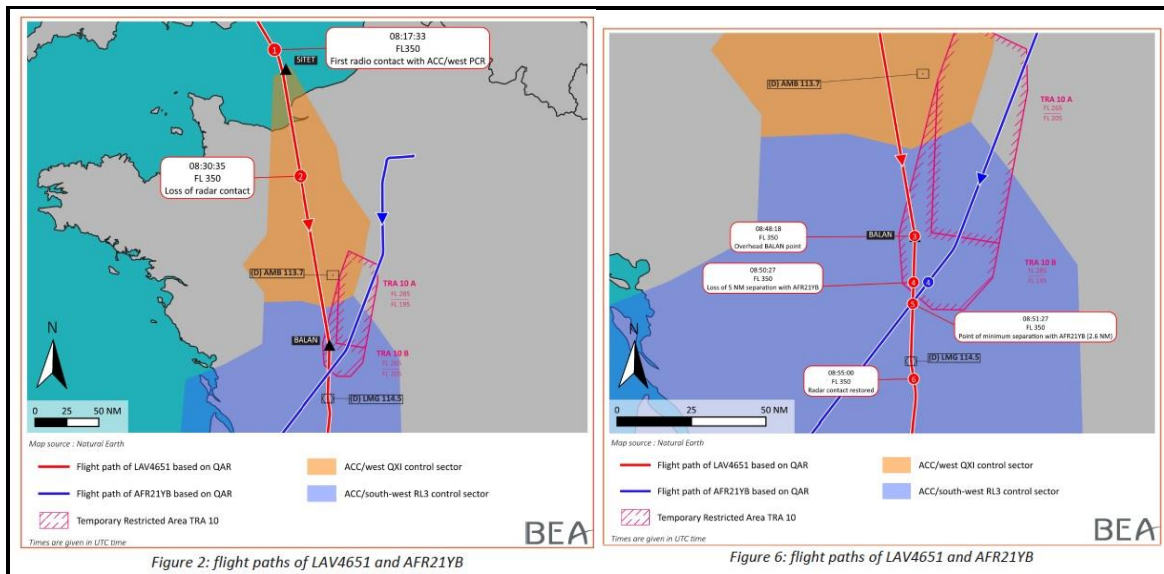 08:17:33
FL350
First radio contact with ACC/west PCR
1
SITET
08:30:35
FL 350
Loss of radar contact
2
(D) AMB 113.7
TRA 10 A
FL 285
FL 195
BALAN
TRA 10 B
(D) LMG 114.5
N
0 25 50 NM
Map source : Natural Earth
Flight path of LAV4651 based on QAR
ACC/west QXI control sector
Flight path of AFR21YB based on QAR
ACC/south-west RL3 control sector
Temporary Restricted Area TRA 10
Times are given in UTC time
BEA
Figure 2: flight paths of LAV4651 and AFR21YB
(D) AMB 113.7
TRA 10 A
FL 265
FL 205
08:48:18
FL 350
Overhead BALAN point
BALAN
3
TRA 10 B
FL 285
FL 195
08:50:27
FL 350
Loss of 5 NM separation with AFR21YB
4
4
5
08:51:27
FL 350
Point of minimum separation with AFR21YB (2.6 NM)
(D) LMG 114.5
08:55:00
FL 350
Radar contact restored
6
N
0 25 50 NM
Map source : Natural Earth
Flight path of LAV4651 based on QAR
ACC/west QXI control sector
Flight path of AFR21YB based on QAR
ACC/south-west RL3 control sector
Temporary Restricted Area TRA 10
Times are given in UTC time
BEA
Figure 6: flight paths of LAV4651 and AFR21YB